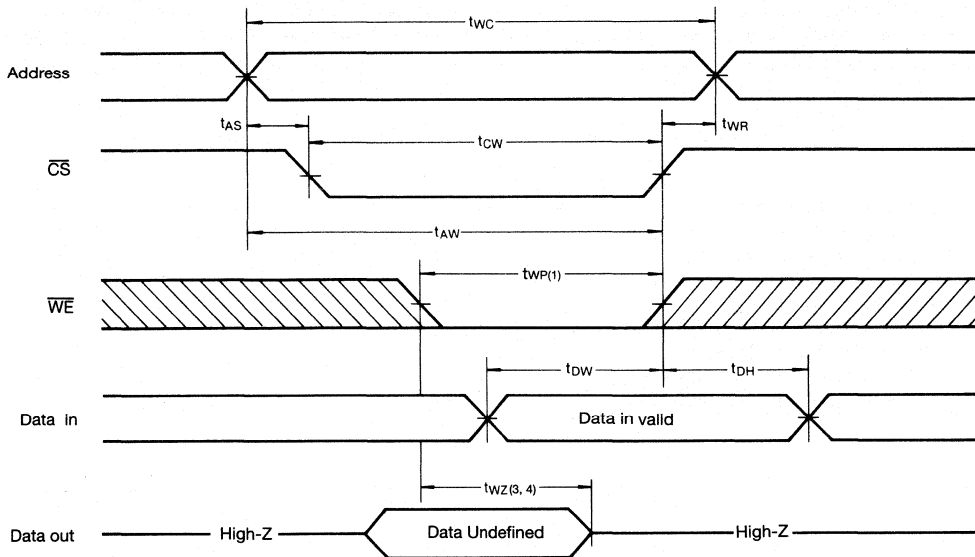 tWC
Address
tAS
tCW
tWR
CS
tAW
tWP(1)
WE
tDW
tDH
Data in
Data in valid
tWZ(3, 4)
Data out
High-Z
Data Undefined
High-Z